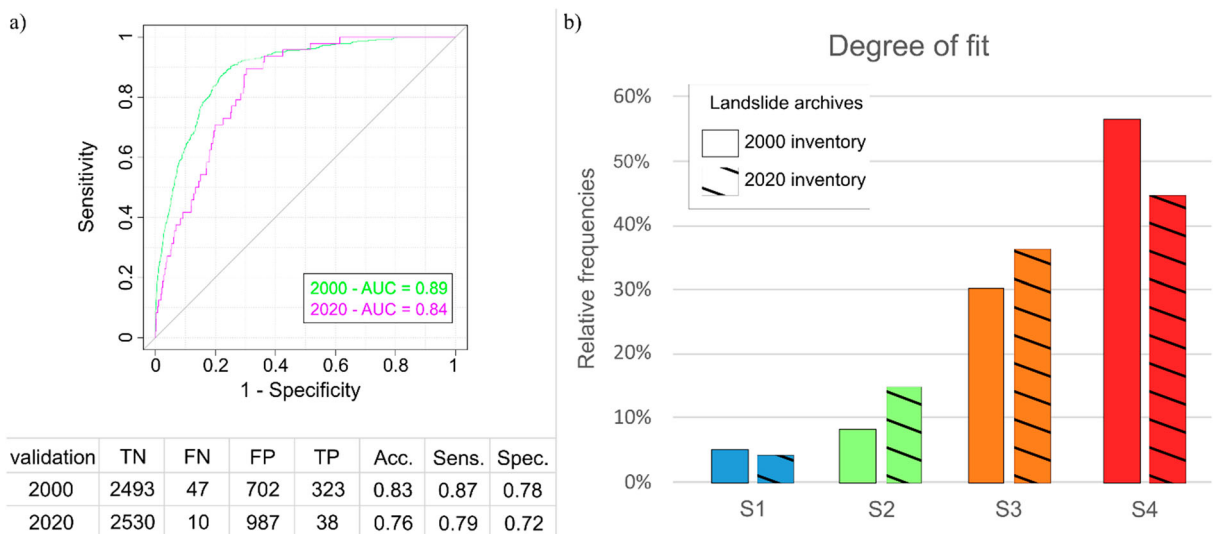 a)
Sensitivity
1
0.8
0.6
0.4
0.2
0
0 0.2 0.4 0.6 0.8 1
1 - Specificity
2000 - AUC = 0.89
2020 - AUC = 0.84
validation TN FN FP TP Acc. Sens. Spec.
2000 2493 47 702 323 0.83 0.87 0.78
2020 2530 10 987 38 0.76 0.79 0.72
b)
Degree of fit
Landslide archives
2000 inventory
2020 inventory
Relative frequencies
60%
50%
40%
30%
20%
10%
0%
S1 S2 S3 S4